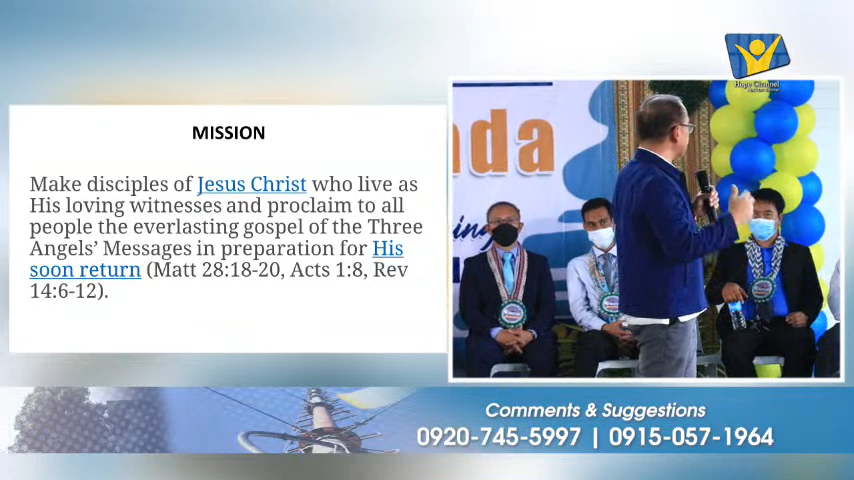 MISSION
Make disciples of Jesus Christ who live as
His loving witnesses and proclaim to all
people the everlasting gospel of the Three
Angels’ Messages in preparation for His
soon return (Matt 28:18-20, Acts 1:8, Rev
14:6-12).
Hope Channel
nda
ing
Comments & Suggestions
0920-745-5997 | 0915-057-1964